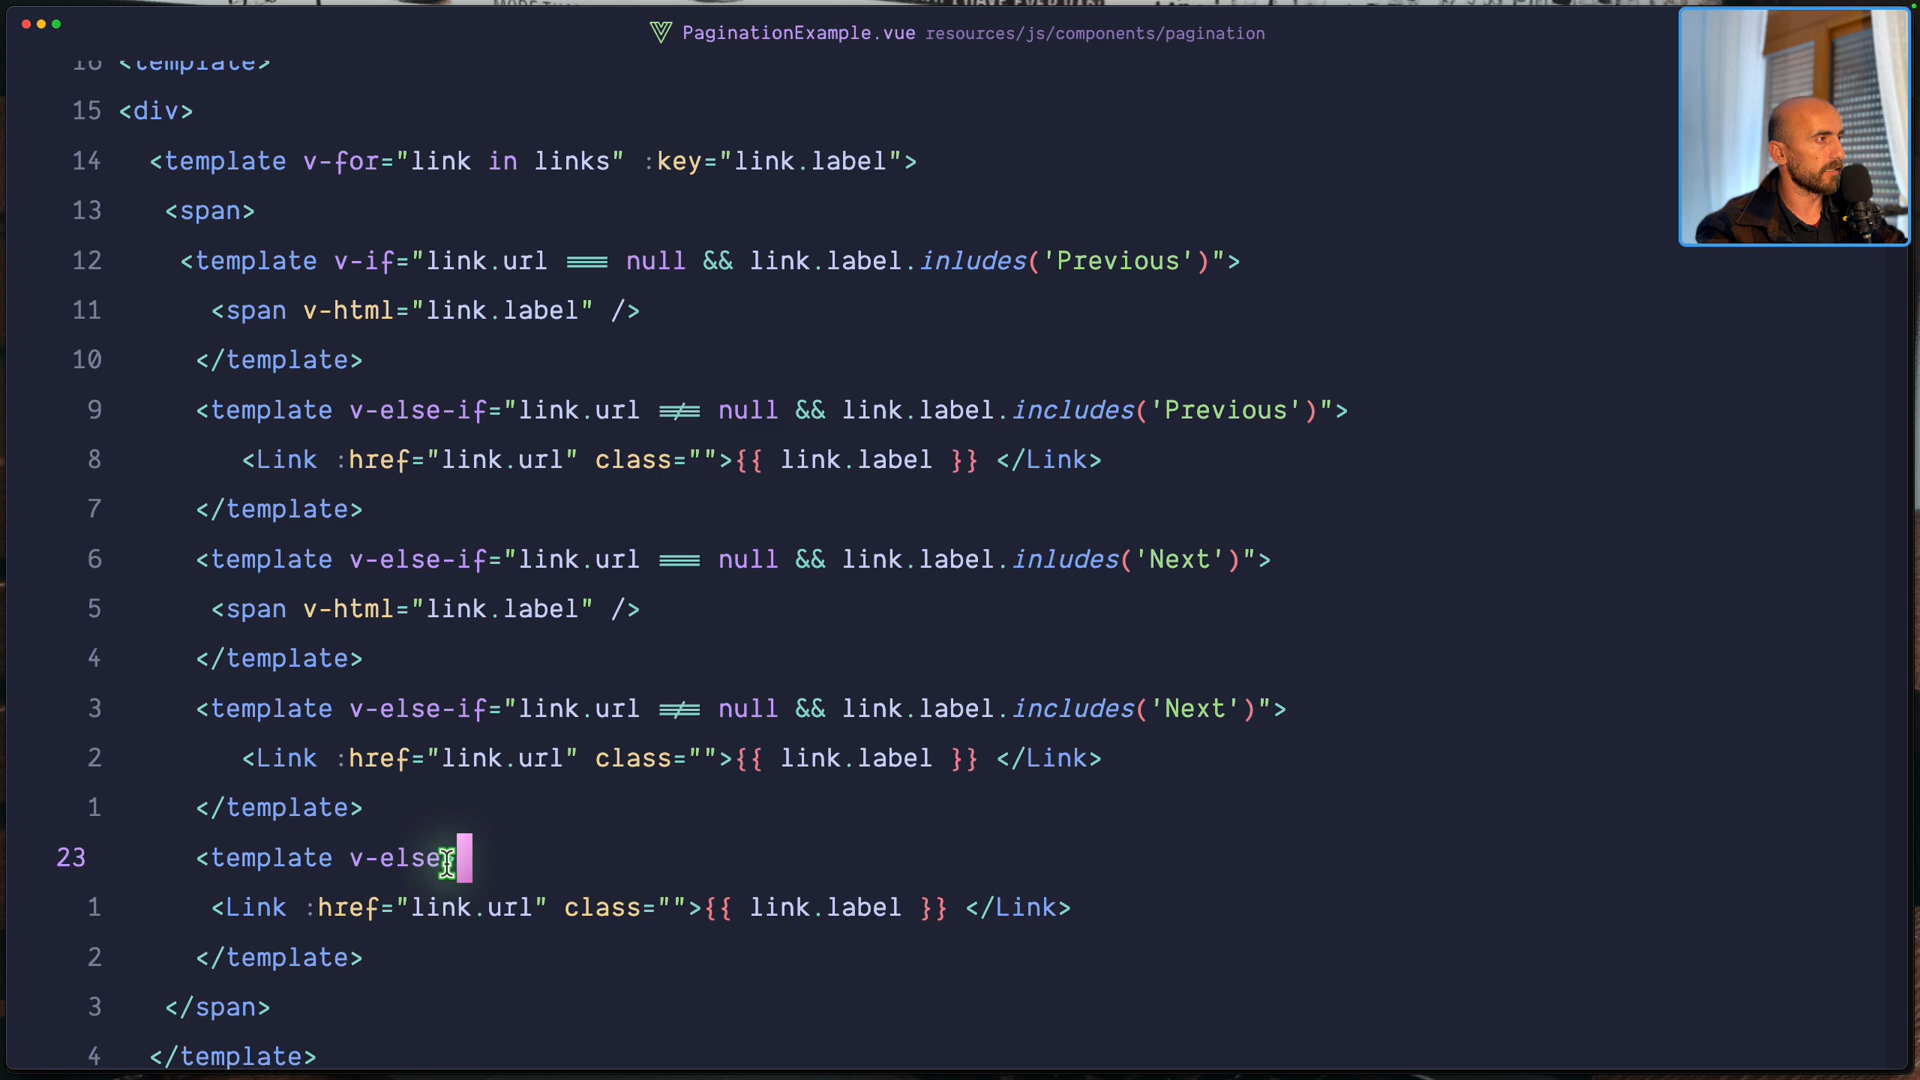 PaginationExample.vue resources/js/components/pagination
16 <template>
15 <div>
14 <template v-for="link in links" :key="link.label">
13 <span>
12 <template v-if="link.url === null && link.label.inludes('Previous')">
11 <span v-html="link.label" />
10 </template>
9 <template v-else-if="link.url !== null && link.label.includes('Previous')">
8 <Link :href="link.url" class="">{{ link.label }} </Link>
7 </template>
6 <template v-else-if="link.url === null && link.label.inludes('Next')">
5 <span v-html="link.label" />
4 </template>
3 <template v-else-if="link.url !== null && link.label.includes('Next')">
2 <Link :href="link.url" class="">{{ link.label }} </Link>
1 </template>
23 <template v-else
1 <Link :href="link.url" class="">{{ link.label }} </Link>
2 </template>
3 </span>
4 </template>